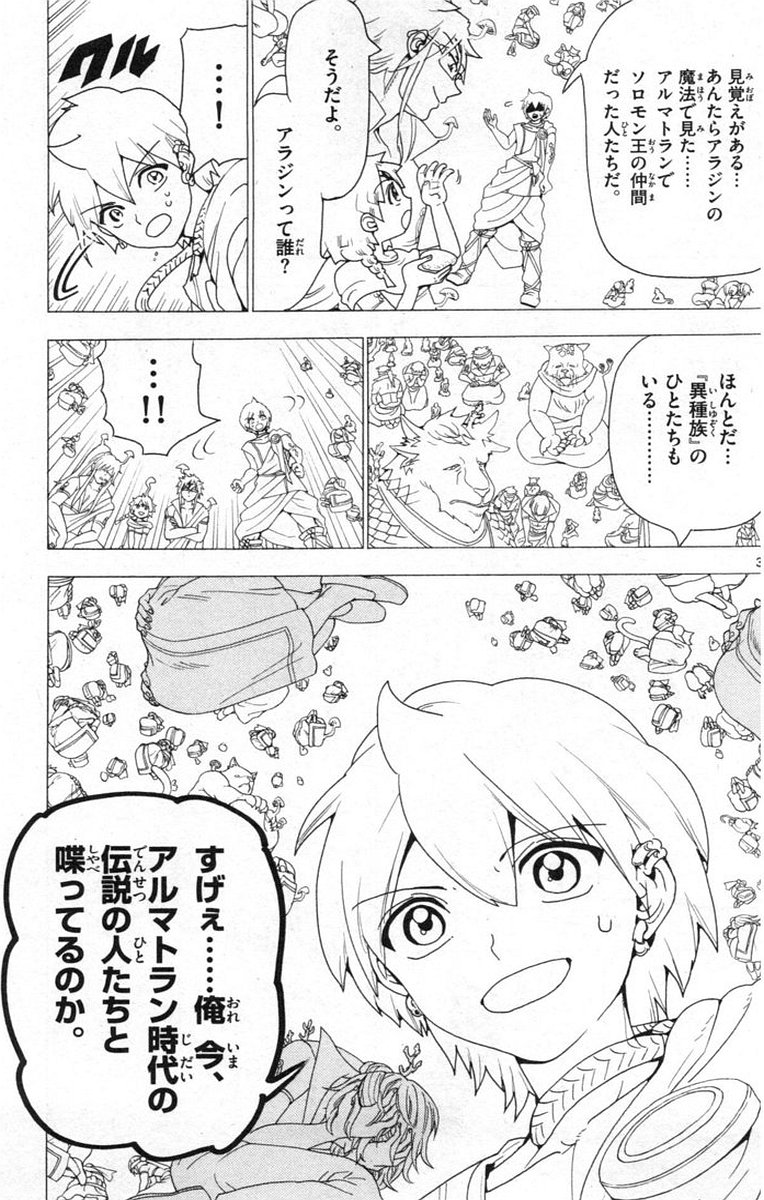 見覚えがある…
あんたらアラジンの
魔法で見た……
アルマトランで
ソロモン王の仲間
だった人たちだ。
そうだよ。
アラジンって誰?
…!
クル
ほんとだ…
『異種族』の
ひとたちも
いる…………
…!!
3
すげぇ……俺今、
アルマトラン時代の
伝説の人たちと
喋ってるのか。